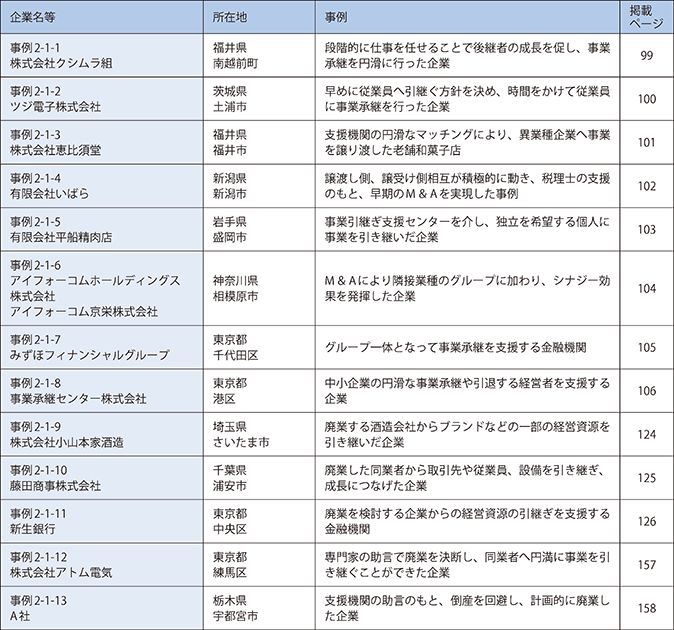 企業名等
所在地
事例
掲載
ページ
事例2-1-1
株式会社クシムラ組
福井県
南越前町
段階的に仕事を任せることで後継者の成長を促し、事業
承継を円滑に行った企業
99
事例2-1-2
ツジ電子株式会社
茨城県
土浦市
早めに従業員へ引継ぐ方針を決め、時間をかけて従業員
に事業承継を行った企業
100
事例2-1-3
株式会社恵比須堂
福井県
福井市
支援機関の円滑なマッチングにより、異業種企業へ事業
を譲り渡した老舗和菓子店
101
事例2-1-4
有限会社いばら
新潟県
新潟市
譲渡し側、譲受け側相互が積極的に動き、税理士の支援
のもと、早期のM&Aを実現した事例
102
事例2-1-5
有限会社平船精肉店
岩手県
盛岡市
事業引継ぎ支援センターを介し、独立を希望する個人に
事業を引き継いだ企業
103
事例2-1-6
アイフォーコムホールディングス
株式会社
アイフォーコム京栄株式会社
神奈川県
相模原市
M&Aにより隣接業種のグループに加わり、シナジー効
果を発揮した企業
104
事例2-1-7
みずほフィナンシャルグループ
東京都
千代田区
グループ一体となって事業承継を支援する金融機関
105
事例2-1-8
事業承継センター株式会社
東京都
港区
中小企業の円滑な事業承継や引退する経営者を支援する
企業
106
事例2-1-9
株式会社小山本家酒造
埼玉県
さいたま市
廃業する酒造会社からブランドなどの一部の経営資源を
引き継いだ企業
124
事例2-1-10
藤田商事株式会社
千葉県
浦安市
廃業した同業者から取引先や従業員、設備を引き継ぎ、
成長につなげた企業
125
事例2-1-11
新生銀行
東京都
中央区
廃業を検討する企業からの経営資源の引継ぎを支援する
金融機関
126
事例2-1-12
株式会社アトム電気
東京都
練馬区
専門家の助言で廃業を決断し、同業者へ円満に事業を引
き継ぐことができた企業
157
事例2-1-13
A社
栃木県
宇都宮市
支援機関の助言のもと、倒産を回避し、計画的に廃業し
た企業
158